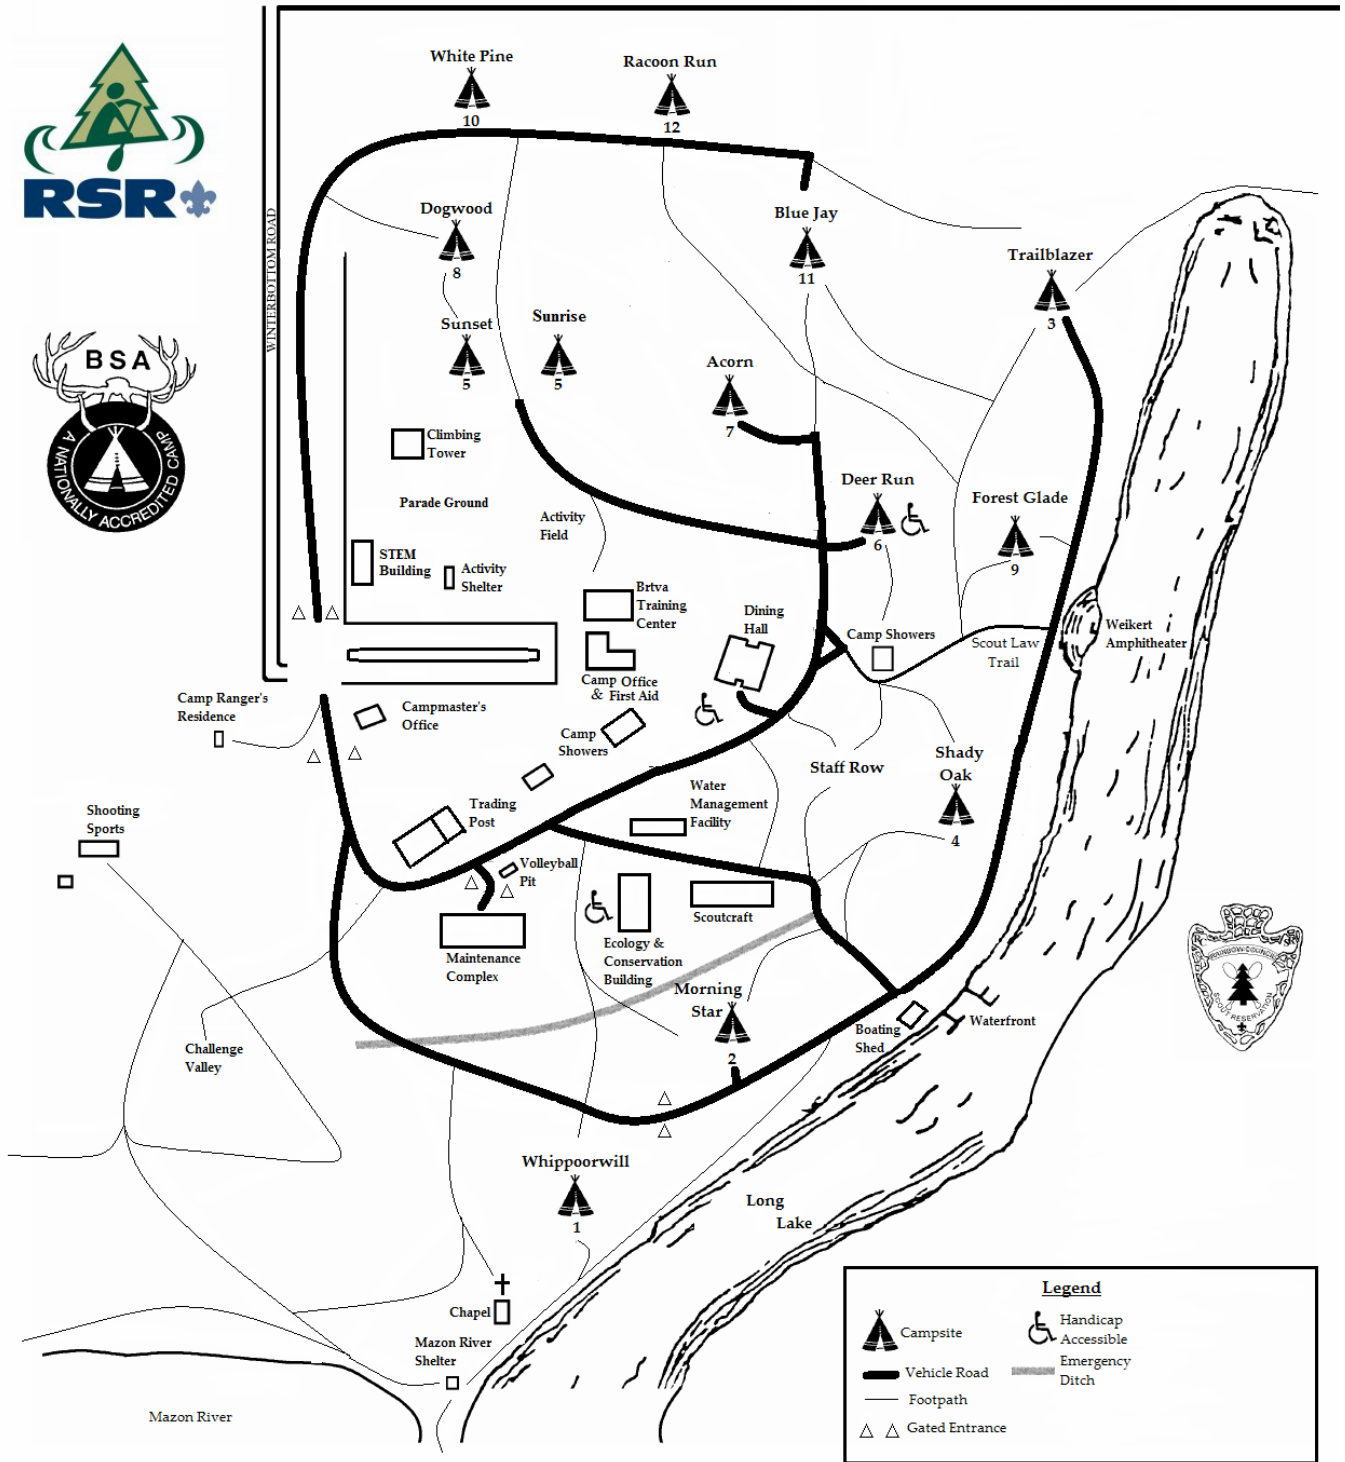 White Pine
10
Racoon Run
12
RSR
WINTERBOTTOM ROAD
Dogwood
8
Blue Jay
11
Trailblazer
3
Sunset
5
Sunrise
5
BSA
A NATIONALLY ACCREDITED CAMP
Acorn
7
Climbing
Tower
Parade Ground
Activity
Field
Deer Run
6
Forest Glade
9
STEM
Building
Activity
Shelter
Brtva
Training
Center
Dining
Hall
Camp Showers
Scout Law
Trail
Weikert
Amphitheater
Camp Office
& First Aid
Camp Ranger's
Residence
Campmaster's
Office
Camp
Showers
Staff Row
Shady
Oak
4
Water
Management
Facility
Shooting
Sports
Trading
Post
Volleyball
Pit
Scoutcraft
Maintenance
Complex
Ecology &
Conservation
Building
Morning
Star
2
Boating
Shed
Waterfront
RAINBOW COUNCIL
SCOUT RESERVATION
Challenge
Valley
Whippoorwill
1
Long
Lake
Chapel
Mazon River
Shelter
Mazon River
Legend
Campsite
Handicap
Accessible
Vehicle Road
Emergency
Ditch
Footpath
Gated Entrance